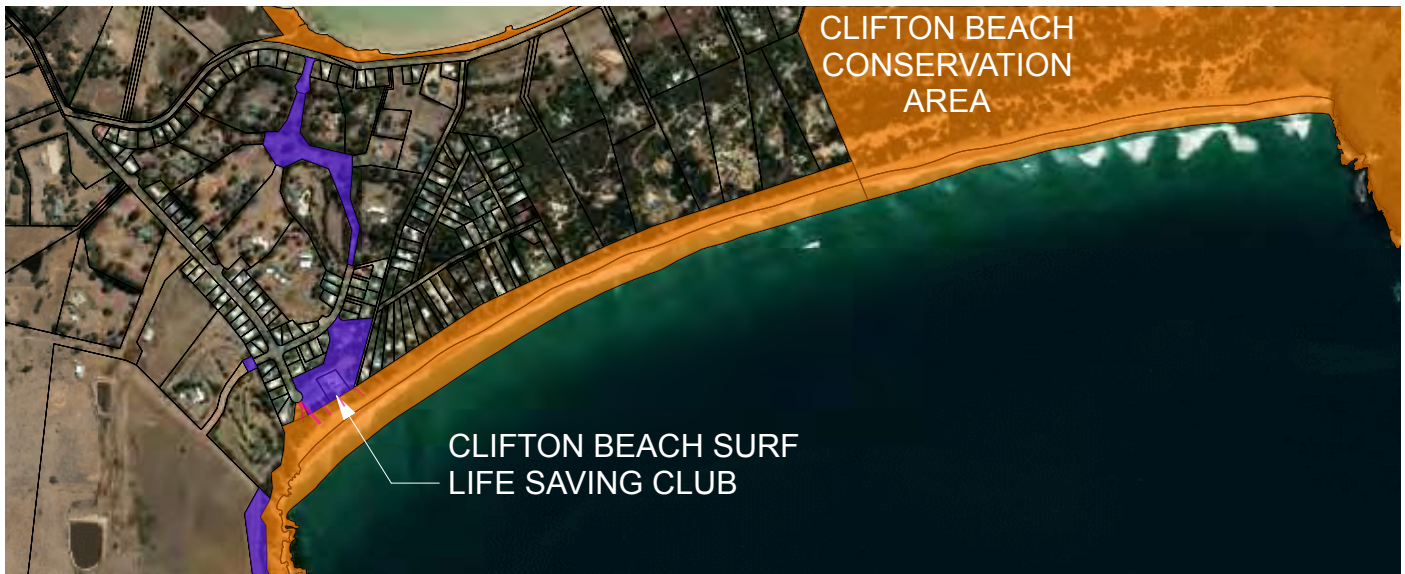 CLIFTON BEACH
CONSERVATION
AREA
CLIFTON BEACH SURF
LIFE SAVING CLUB